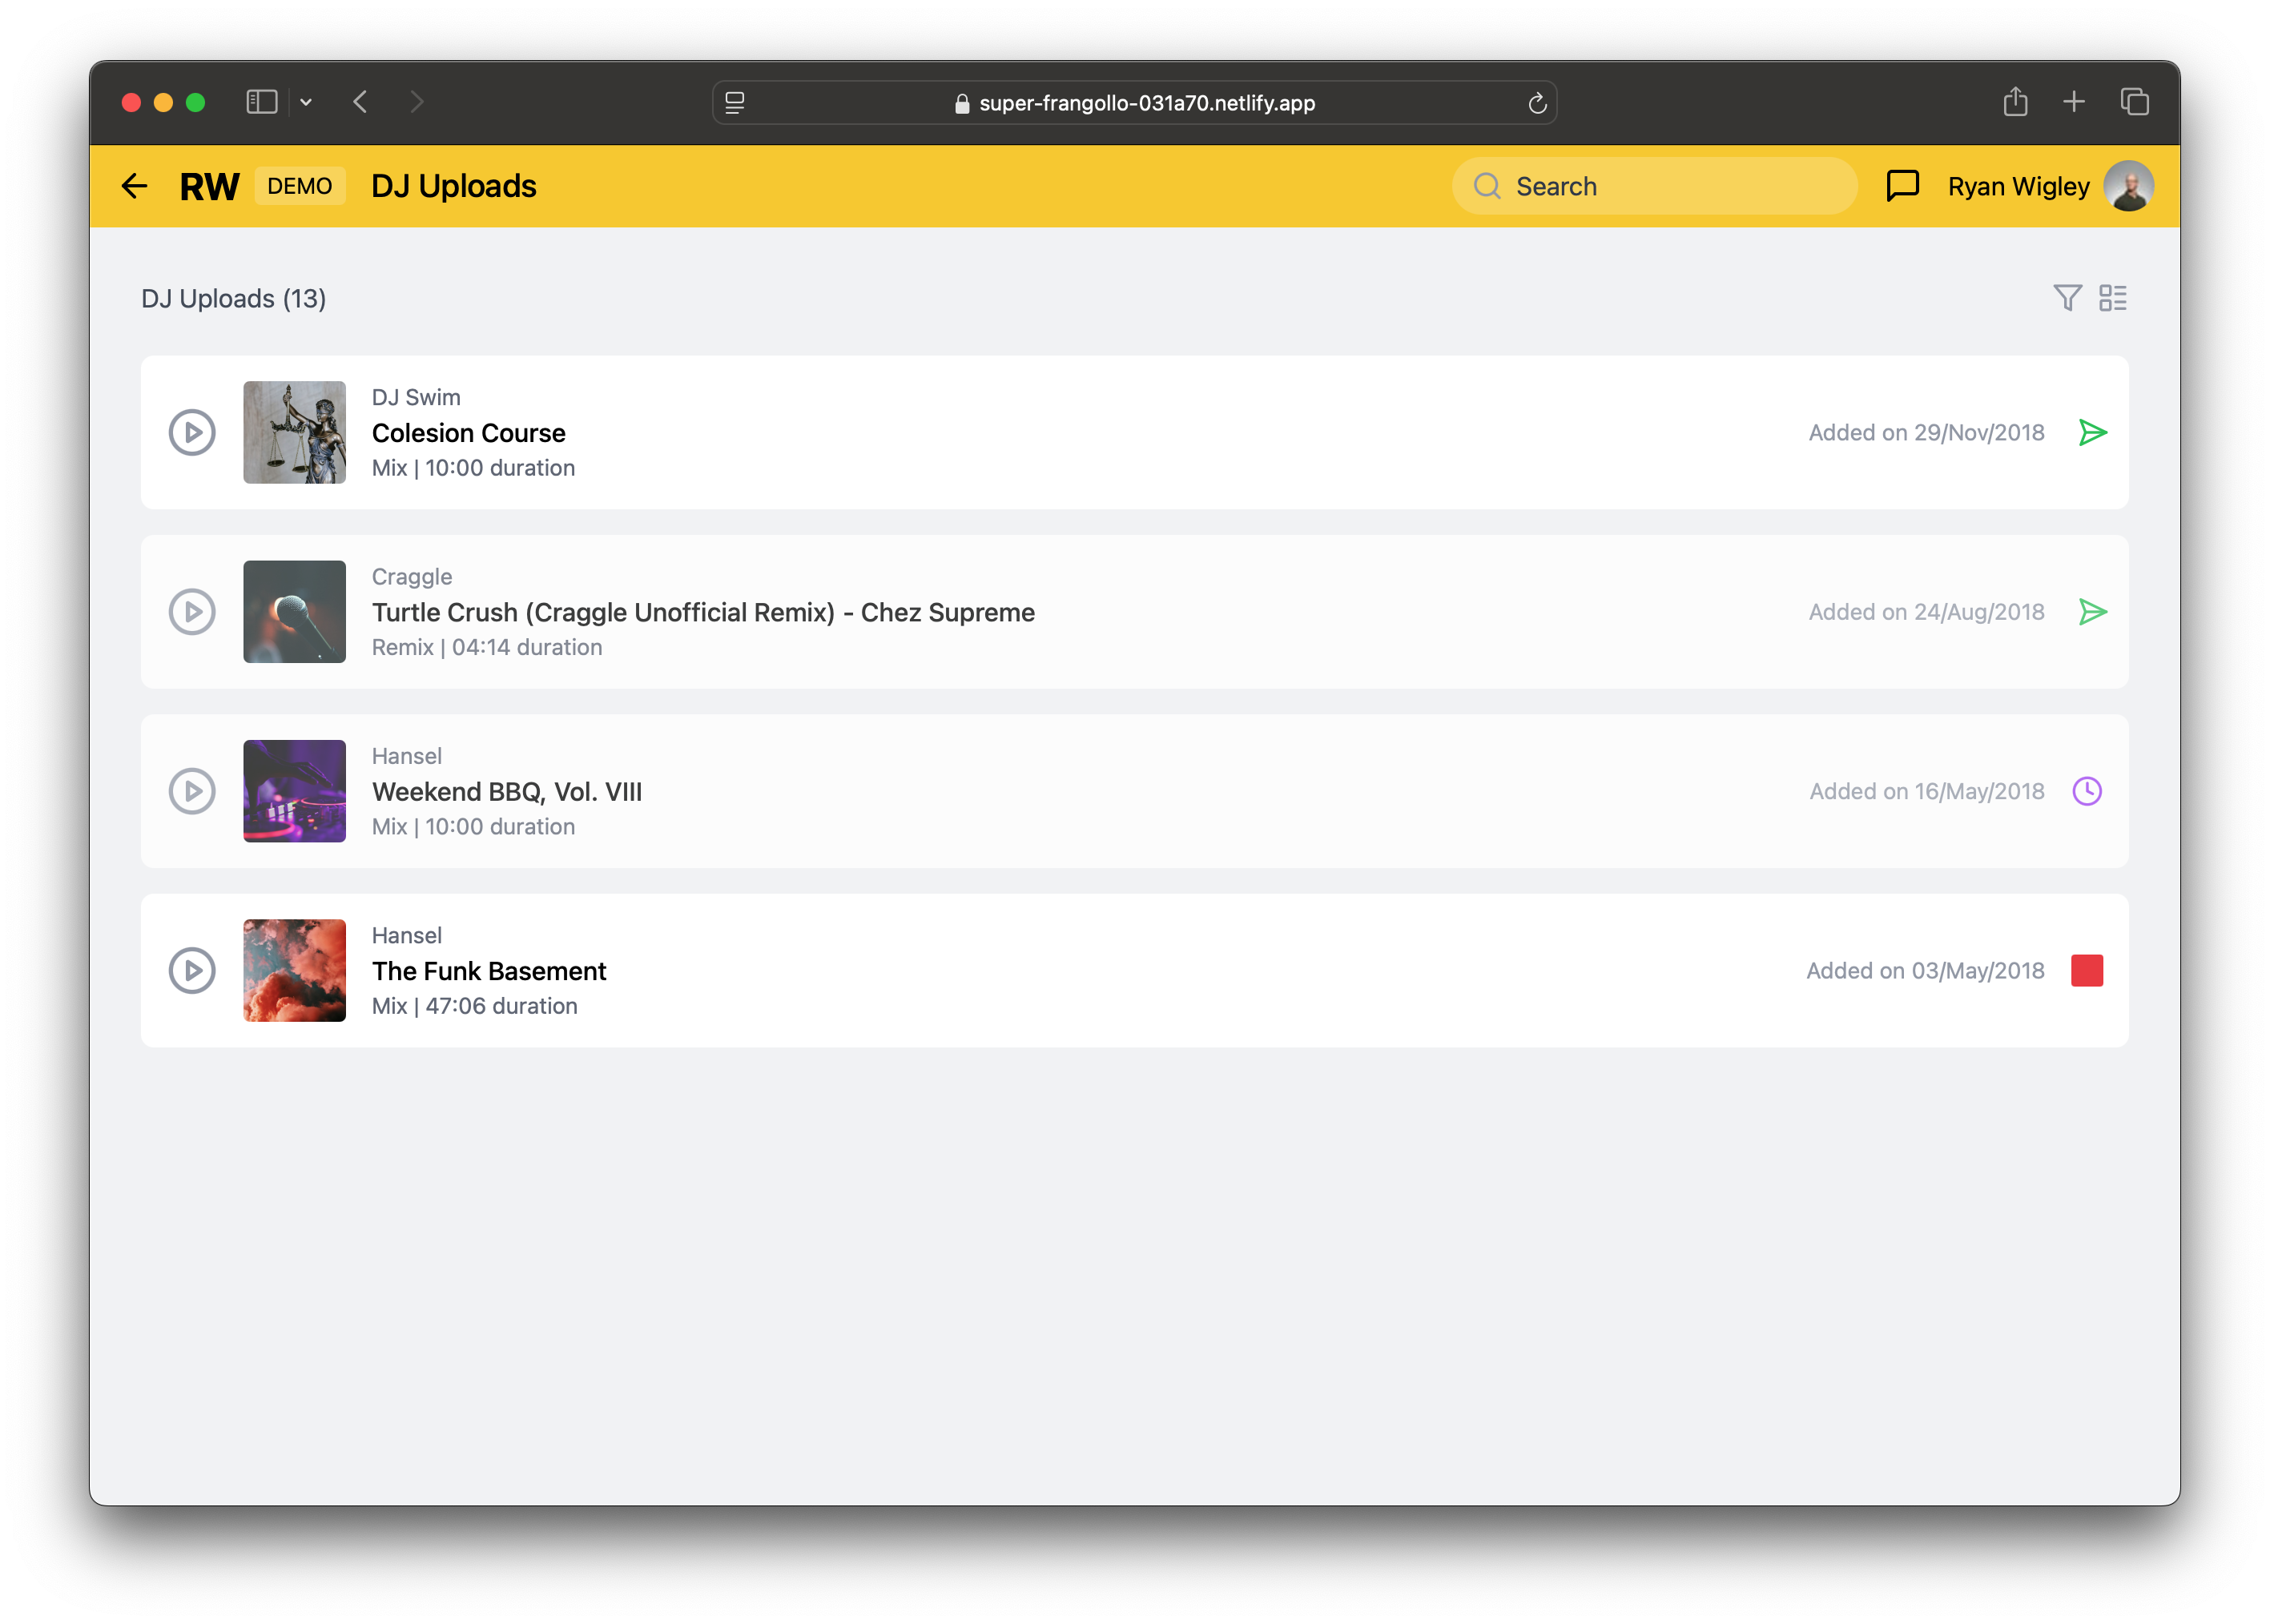 super-frangollo-031a70.netlify.app
RW DEMO DJ Uploads Search Ryan Wigley
DJ Uploads (13)
DJ Swim
Colesion Course
Mix | 10:00 duration
Added on 29/Nov/2018
Craggle
Turtle Crush (Craggle Unofficial Remix) - Chez Supreme
Remix | 04:14 duration
Added on 24/Aug/2018
Hansel
Weekend BBQ, Vol. VIII
Mix | 10:00 duration
Added on 16/May/2018
Hansel
The Funk Basement
Mix | 47:06 duration
Added on 03/May/2018